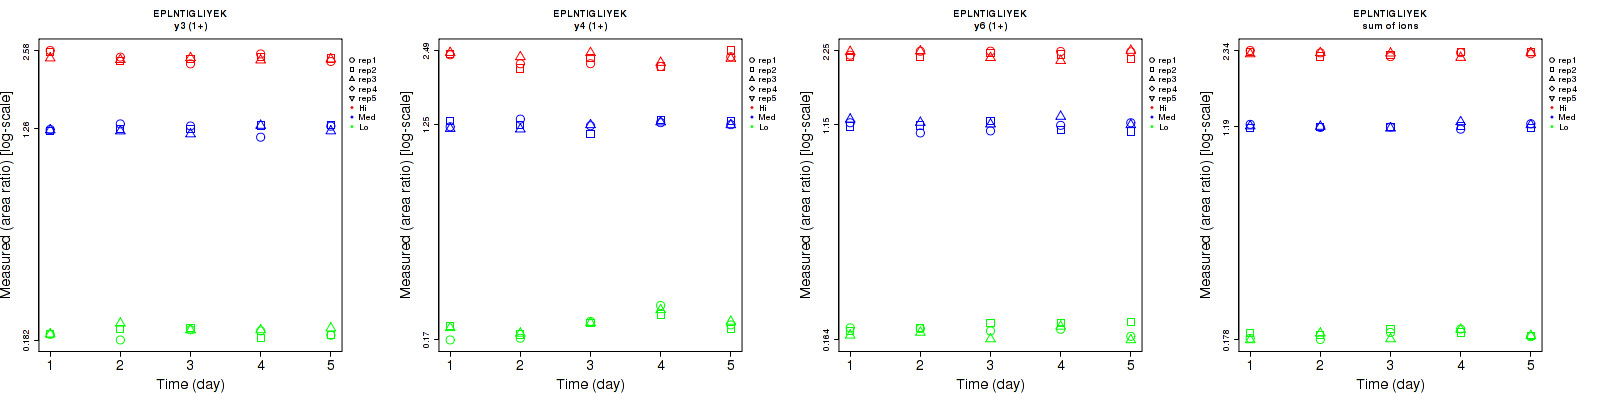 EPLNTIGLIYEK
y3 (1+)
Measured (area ratio) [log-scale]
2.58
1.26
0.182
1 2 3 4 5
Time (day)
rep1
rep2
rep3
rep4
rep5
Hi
Med
Lo
EPLNTIGLIYEK
y4 (1+)
Measured (area ratio) [log-scale]
2.49
1.25
0.17
1 2 3 4 5
Time (day)
rep1
rep2
rep3
rep4
rep5
Hi
Med
Lo
EPLNTIGLIYEK
y6 (1+)
Measured (area ratio) [log-scale]
2.25
1.15
0.164
1 2 3 4 5
Time (day)
rep1
rep2
rep3
rep4
rep5
Hi
Med
Lo
EPLNTIGLIYEK
sum of ions
Measured (area ratio) [log-scale]
2.34
1.19
0.178
1 2 3 4 5
Time (day)
rep1
rep2
rep3
rep4
rep5
Hi
Med
Lo